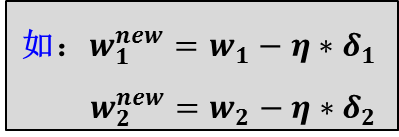 如：w₁ⁿᵉʷ = w₁ − η * δ₁
w₂ⁿᵉʷ = w₂ − η * δ₂